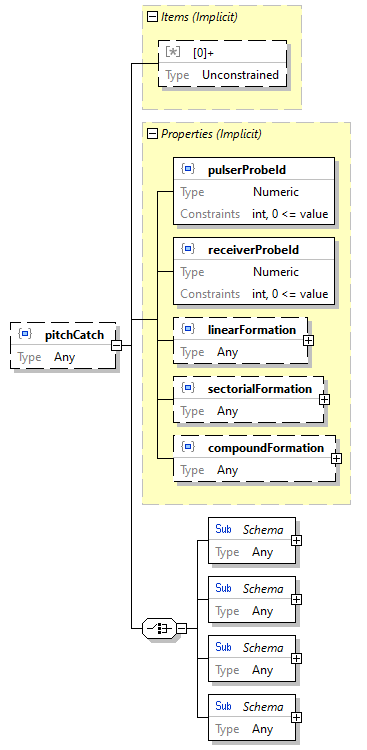 Items (Implicit)
[0]+
Type Unconstrained
Properties (Implicit)
pulserProbeId
Type Numeric
Constraints int, 0 <= value
receiverProbeId
Type Numeric
Constraints int, 0 <= value
linearFormation
Type Any
pitchCatch
Type Any
sectorialFormation
Type Any
compoundFormation
Type Any
Sub Schema
Type Any
Sub Schema
Type Any
Sub Schema
Type Any
Sub Schema
Type Any